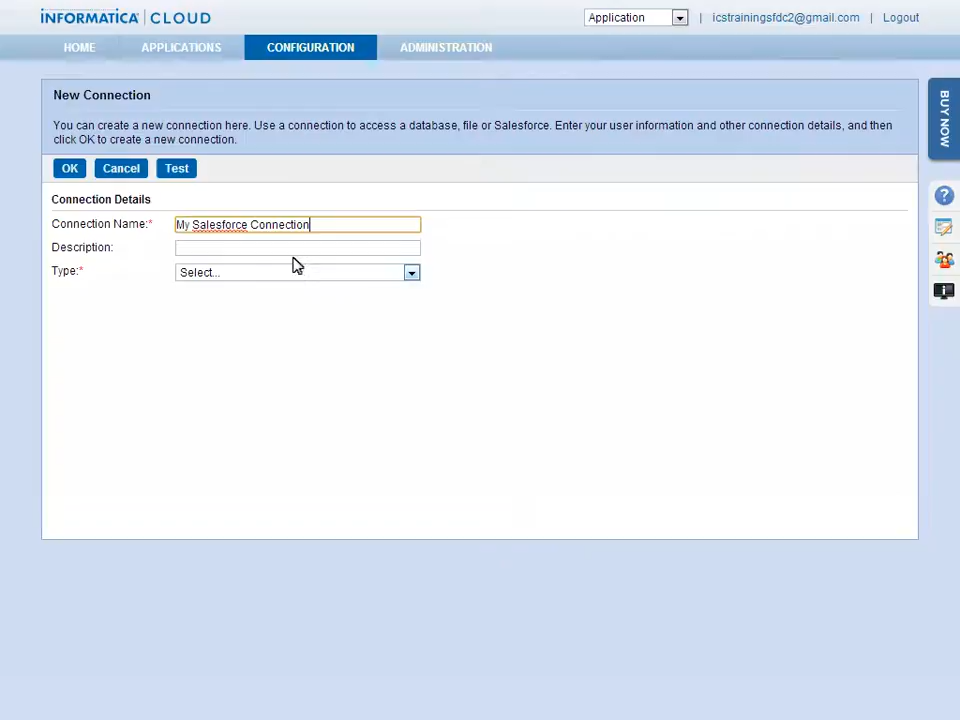 INFORMATICA CLOUD
Application | icstrainingsfdc2@gmail.com | Logout
HOME APPLICATIONS CONFIGURATION ADMINISTRATION
New Connection
You can create a new connection here. Use a connection to access a database, file or Salesforce. Enter your user information and other connection details, and then
click OK to create a new connection.
OK Cancel Test
Connection Details
Connection Name:* My Salesforce Connection
Description:
Type:* Select...
BUY NOW
?
i